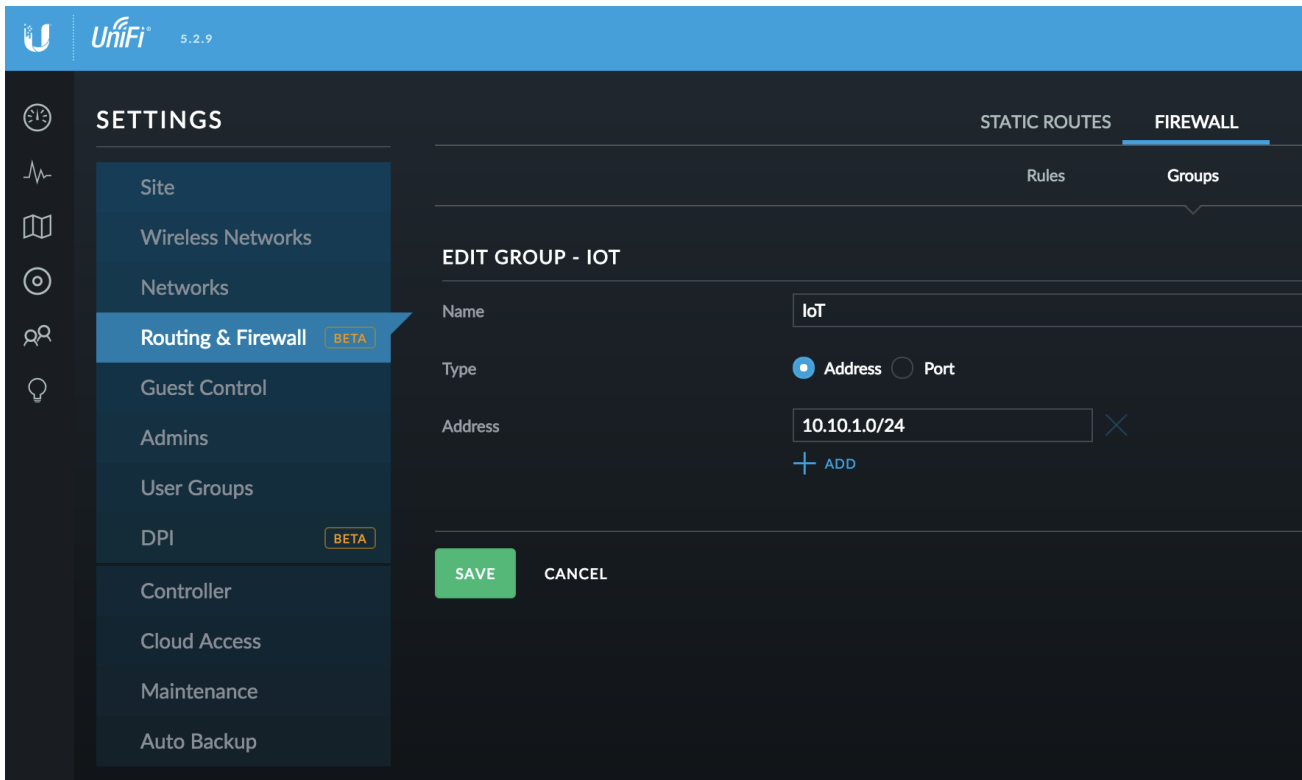 UniFi 5.2.9
SETTINGS
Site
Wireless Networks
Networks
Routing & Firewall BETA
Guest Control
Admins
User Groups
DPI BETA
Controller
Cloud Access
Maintenance
Auto Backup
STATIC ROUTES FIREWALL
Rules Groups
EDIT GROUP - IOT
Name IoT
Type Address Port
Address 10.10.1.0/24
ADD
SAVE CANCEL